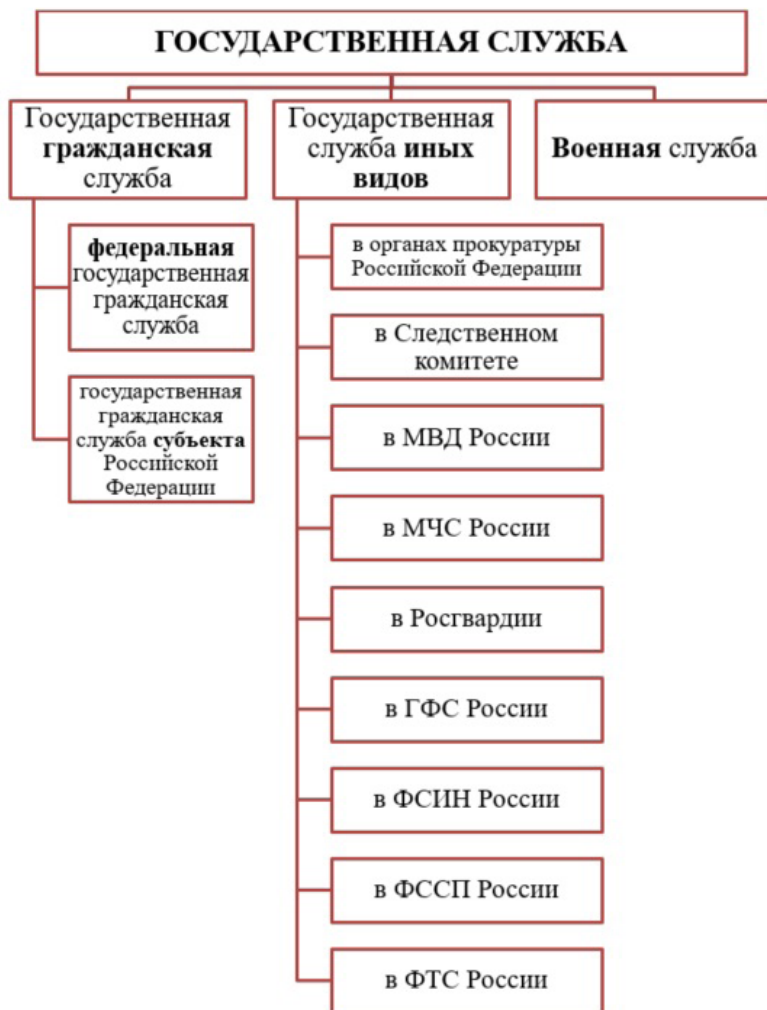 ГОСУДАРСТВЕННАЯ СЛУЖБА
Государственная
гражданская
служба
федеральная
государственная
гражданская
служба
государственная
гражданская
служба субъекта
Российской
Федерации
Государственная
служба иных
видов
в органах прокуратуры
Российской Федерации
в Следственном
комитете
в МВД России
в МЧС России
в Росгвардии
в ГФС России
в ФСИН России
в ФССП России
в ФТС России
Военная служба